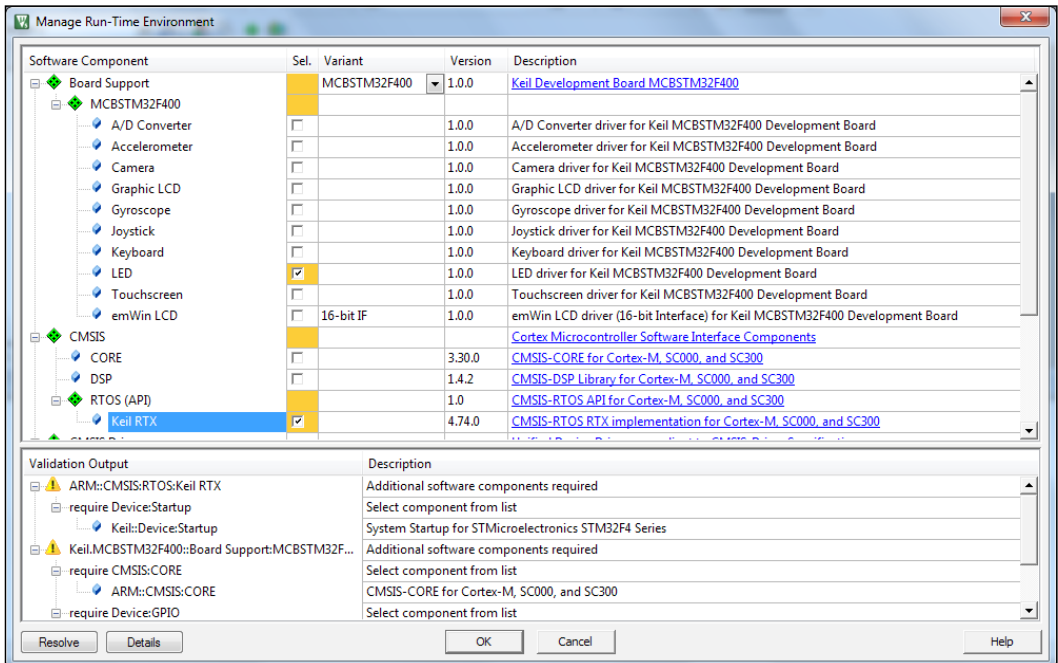 Manage Run-Time Environment
Software Component Sel. Variant Version Description
Board Support MCBSTM32F400 1.0.0 Keil Development Board MCBSTM32F400
MCBSTM32F400
A/D Converter 1.0.0 A/D Converter driver for Keil MCBSTM32F400 Development Board
Accelerometer 1.0.0 Accelerometer driver for Keil MCBSTM32F400 Development Board
Camera 1.0.0 Camera driver for Keil MCBSTM32F400 Development Board
Graphic LCD 1.0.0 Graphic LCD driver for Keil MCBSTM32F400 Development Board
Gyroscope 1.0.0 Gyroscope driver for Keil MCBSTM32F400 Development Board
Joystick 1.0.0 Joystick driver for Keil MCBSTM32F400 Development Board
Keyboard 1.0.0 Keyboard driver for Keil MCBSTM32F400 Development Board
LED 1.0.0 LED driver for Keil MCBSTM32F400 Development Board
Touchscreen 1.0.0 Touchscreen driver for Keil MCBSTM32F400 Development Board
emWin LCD 16-bit IF 1.0.0 emWin LCD driver (16-bit Interface) for Keil MCBSTM32F400 Development Board
CMSIS Cortex Microcontroller Software Interface Components
CORE 3.30.0 CMSIS-CORE for Cortex-M, SC000, and SC300
DSP 1.4.2 CMSIS-DSP Library for Cortex-M, SC000, and SC300
RTOS (API) 1.0 CMSIS-RTOS API for Cortex-M, SC000, and SC300
Keil RTX 4.74.0 CMSIS-RTOS RTX implementation for Cortex-M, SC000, and SC300
Validation Output Description
ARM::CMSIS:RTOS:Keil RTX Additional software components required
require Device:Startup Select component from list
Keil::Device:Startup System Startup for STMicroelectronics STM32F4 Series
Keil.MCBSTM32F400::Board Support:MCBSTM32F... Additional software components required
require CMSIS:CORE Select component from list
ARM::CMSIS:CORE CMSIS-CORE for Cortex-M, SC000, and SC300
require Device:GPIO Select component from list
Resolve Details OK Cancel Help